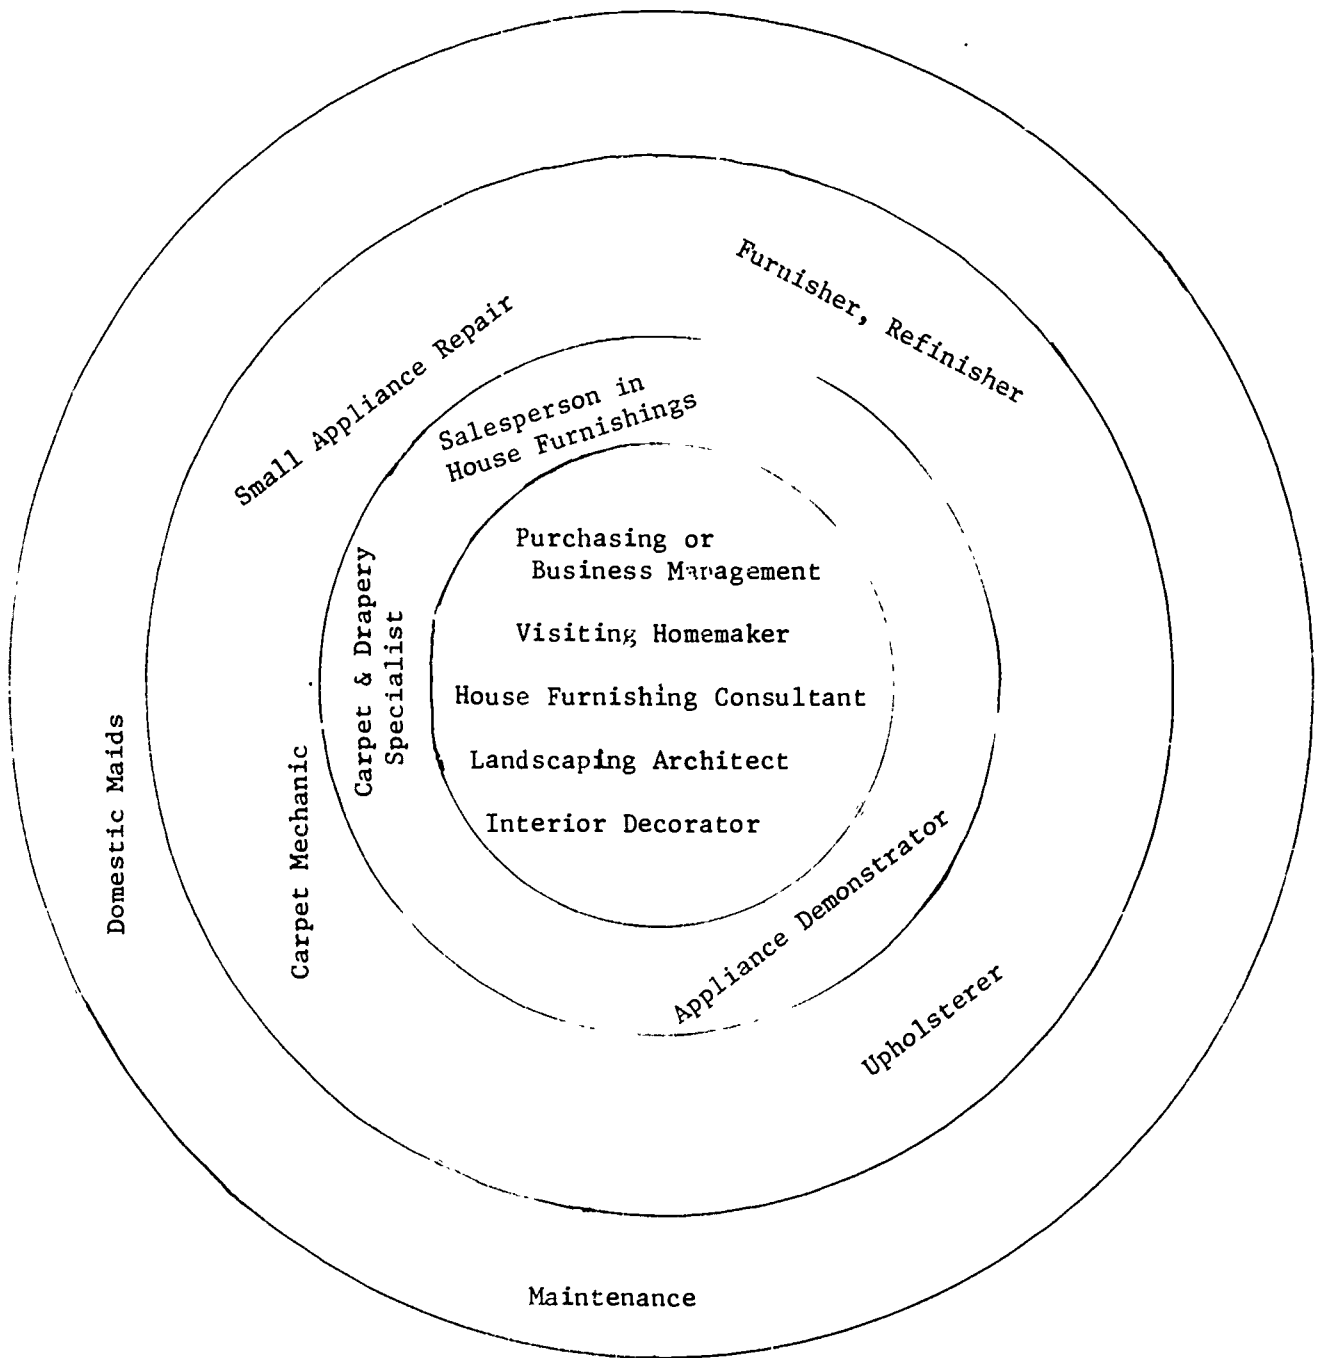 Furnisher, Refinisher
Small Appliance Repair
Salesperson in
House Furnishings
Purchasing or
Business Management
Visiting Homemaker
House Furnishing Consultant
Landscaping Architect
Interior Decorator
Carpet & Drapery
Specialist
Carpet Mechanic
Domestic Maids
Appliance Demonstrator
Upholsterer
Maintenance